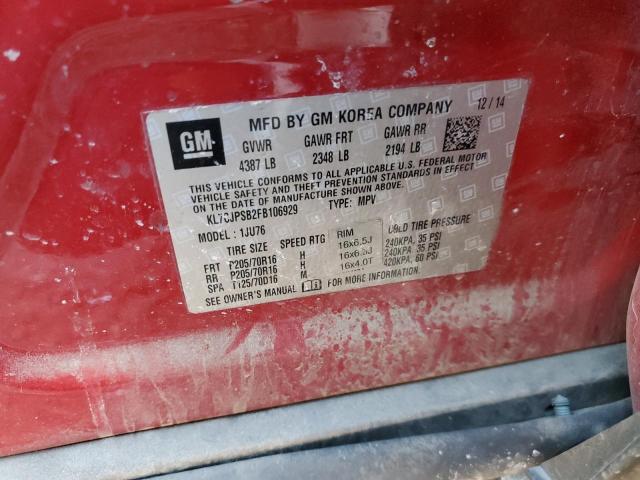 GM
MFD BY GM KOREA COMPANY 12/14
GVWR GAWR FRT GAWR RR
4387 LB 2348 LB 2194 LB
THIS VEHICLE CONFORMS TO ALL APPLICABLE U.S. FEDERAL MOTOR
VEHICLE SAFETY AND THEFT PREVENTION STANDARDS IN EFFECT ON THE
DATE OF MANUFACTURE SHOWN ABOVE.
KL7CJPSB2FB106929 TYPE: MPV
MODEL: 1JU76
TIRE SIZE SPEED RTG RIM COLD TIRE PRESSURE
FRT P205/70R16 H 16x6.5J 240KPA, 35 PSI
RR P205/70R16 H 16x6.5J 240KPA, 35 PSI
SPA T125/70D16 M 16x4.0T 420KPA, 60 PSI
SEE OWNER'S MANUAL FOR MORE INFORMATION.